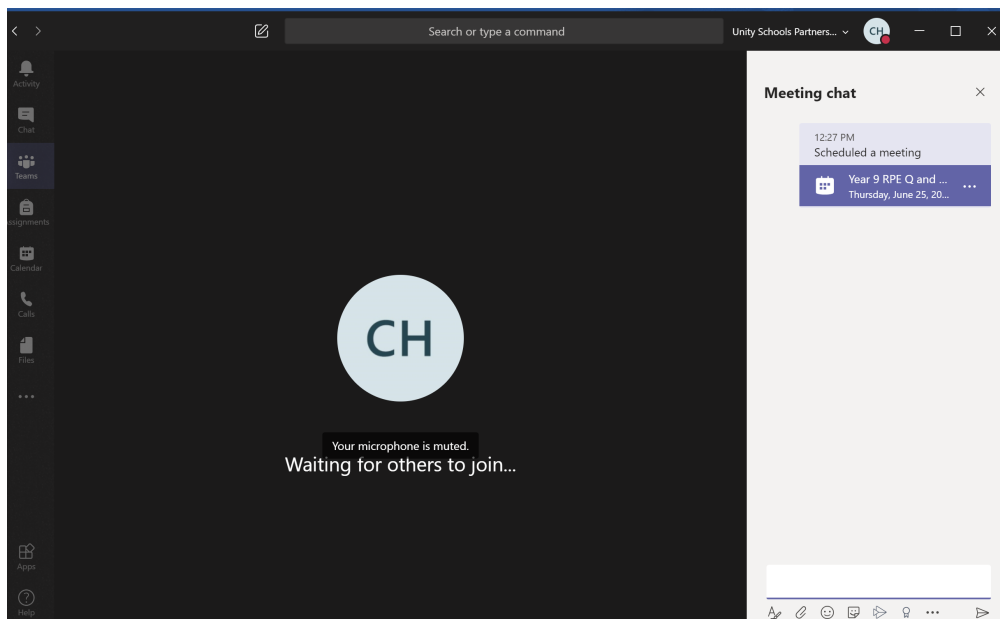 Search or type a command
Unity Schools Partners...
CH
Activity
Chat
Teams
ssignments
Calendar
Calls
Files
Apps
Help
CH
Your microphone is muted.
Waiting for others to join...
Meeting chat
12:27 PM
Scheduled a meeting
Year 9 RPE Q and ...
Thursday, June 25, 20...